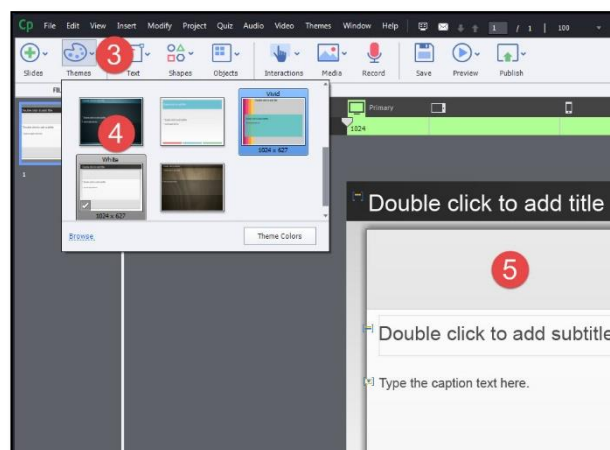 Cp File Edit View Insert Modify Project Quiz Audio Video Themes Window Help 1 / 1 100
Slides Themes Text Shapes Objects Interactions Media Record Save Preview Publish
3
Primary
1024
Vivid
1024 x 627
4
White
1024 x 627
1
Browse
Theme Colors
Double click to add title
5
Double click to add subtitle
Type the caption text here.